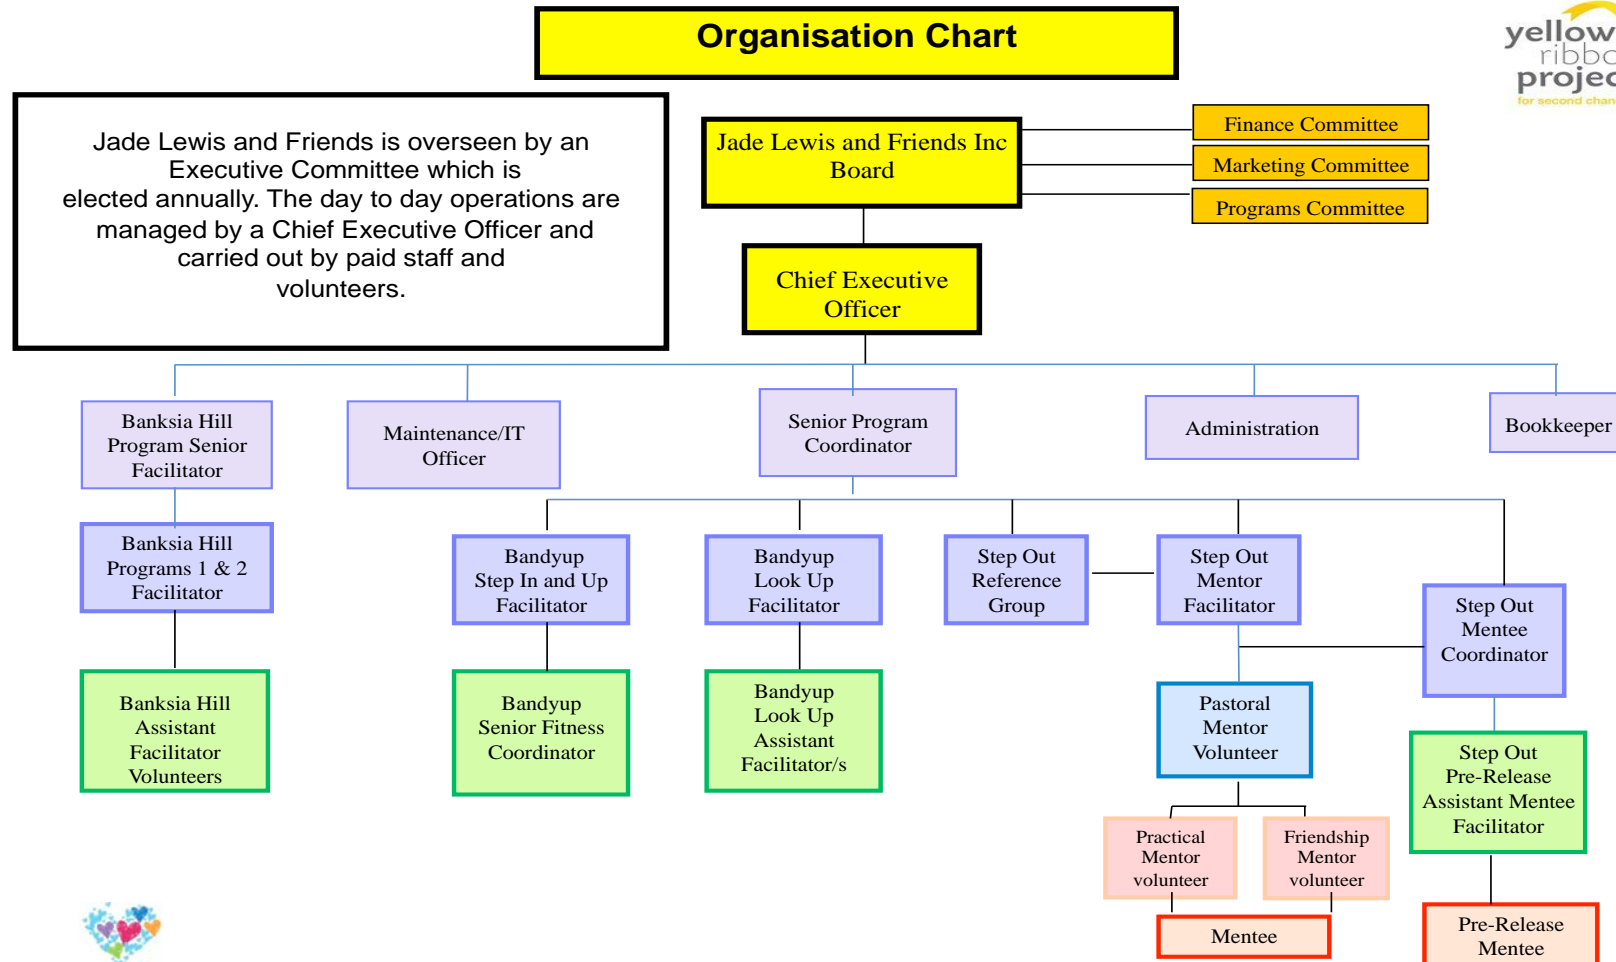 Organisation Chart
yellow
ribbo
projec
for second chan
Jade Lewis and Friends is overseen by an
Executive Committee which is
elected annually. The day to day operations are
managed by a Chief Executive Officer and
carried out by paid staff and
volunteers.
Jade Lewis and Friends Inc
Board
Finance Committee
Marketing Committee
Programs Committee
Chief Executive
Officer
Banksia Hill
Program Senior
Facilitator
Maintenance/IT
Officer
Senior Program
Coordinator
Administration
Bookkeeper
Banksia Hill
Programs 1 & 2
Facilitator
Bandyup
Step In and Up
Facilitator
Bandyup
Look Up
Facilitator
Step Out
Reference
Group
Step Out
Mentor
Facilitator
Step Out
Mentee
Coordinator
Banksia Hill
Assistant
Facilitator
Volunteers
Bandyup
Senior Fitness
Coordinator
Bandyup
Look Up
Assistant
Facilitator/s
Pastoral
Mentor
Volunteer
Step Out
Pre-Release
Assistant Mentee
Facilitator
Practical
Mentor
volunteer
Friendship
Mentor
volunteer
Mentee
Pre-Release
Mentee